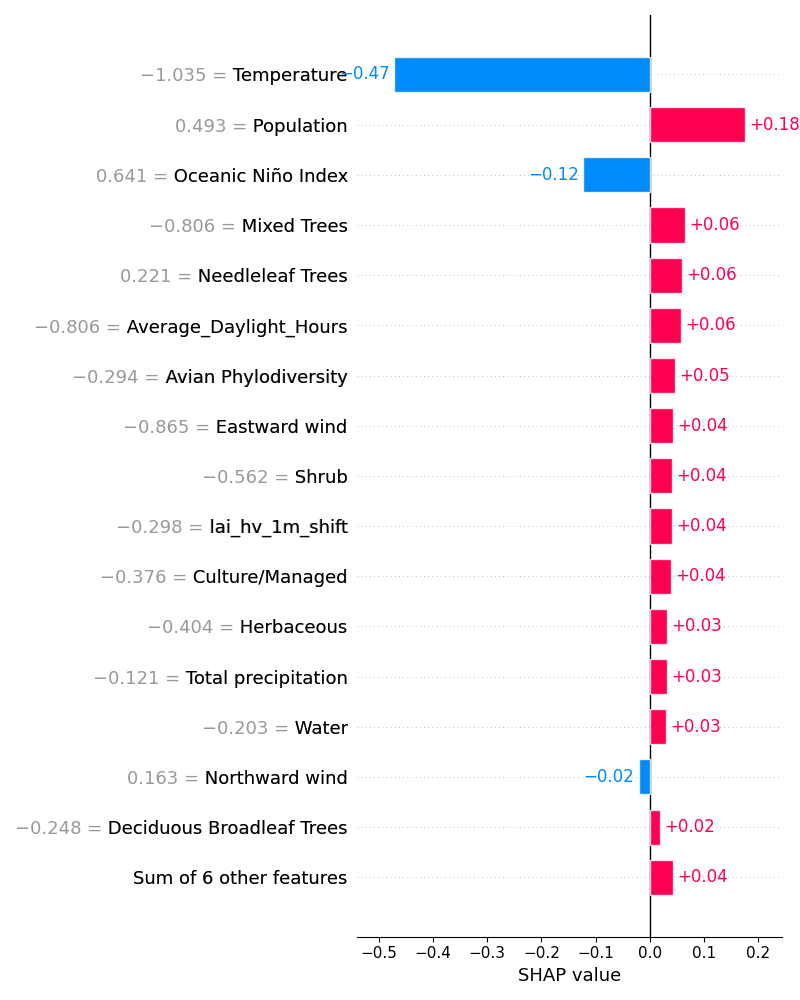 −1.035 = Temperature −0.47
0.493 = Population +0.18
0.641 = Oceanic Niño Index −0.12
−0.806 = Mixed Trees +0.06
0.221 = Needleleaf Trees +0.06
−0.806 = Average_Daylight_Hours +0.06
−0.294 = Avian Phylodiversity +0.05
−0.865 = Eastward wind +0.04
−0.562 = Shrub +0.04
−0.298 = lai_hv_1m_shift +0.04
−0.376 = Culture/Managed +0.04
−0.404 = Herbaceous +0.03
−0.121 = Total precipitation +0.03
−0.203 = Water +0.03
0.163 = Northward wind −0.02
−0.248 = Deciduous Broadleaf Trees +0.02
Sum of 6 other features +0.04
−0.5 −0.4 −0.3 −0.2 −0.1 0.0 0.1 0.2
SHAP value